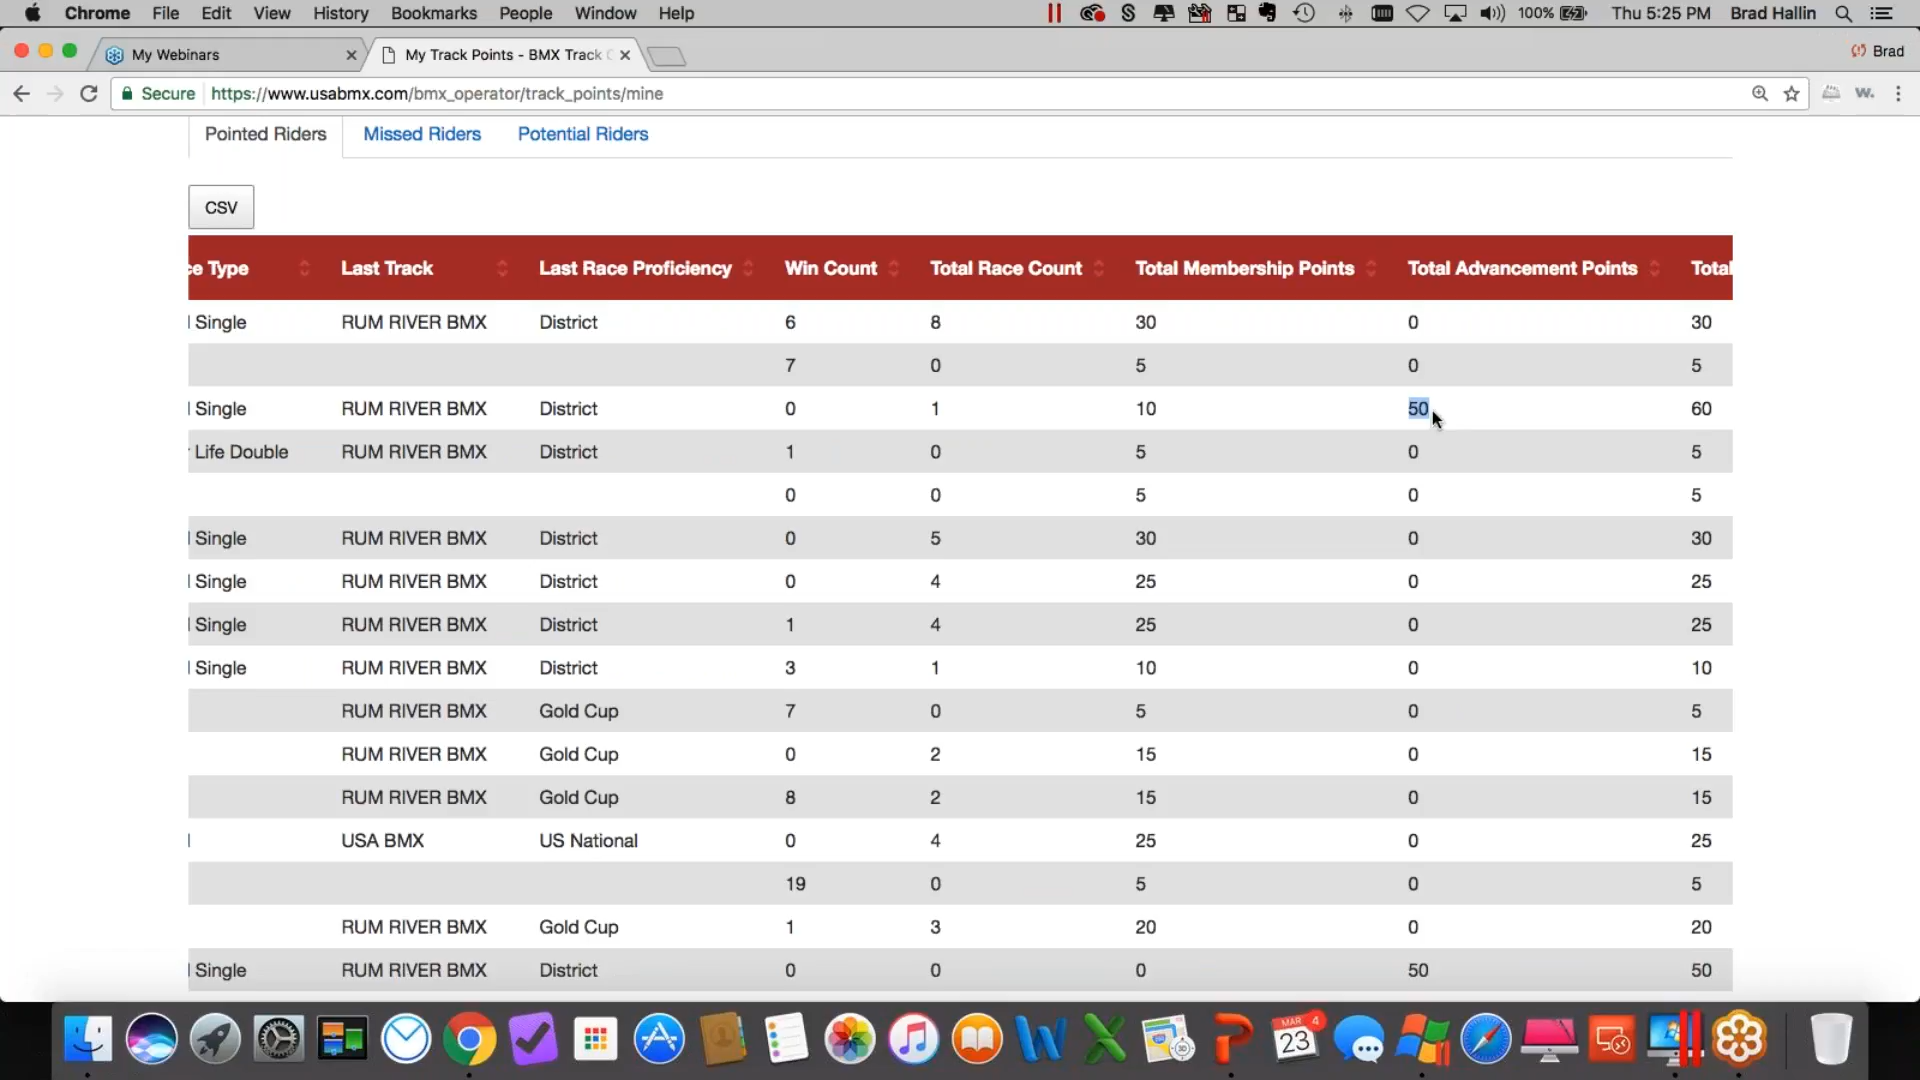 Chrome File Edit View History Bookmarks People Window Help 100% Thu 5:25 PM Brad Hallin
My Webinars My Track Points - BMX Track Brad
Secure https://www.usabmx.com/bmx_operator/track_points/mine
Pointed Riders Missed Riders Potential Riders
CSV
ce Type Last Track Last Race Proficiency Win Count Total Race Count Total Membership Points Total Advancement Points Total
Single RUM RIVER BMX District 6 8 30 0 30
7 0 5 0 5
Single RUM RIVER BMX District 0 1 10 50 60
Life Double RUM RIVER BMX District 1 0 5 0 5
0 0 5 0 5
Single RUM RIVER BMX District 0 5 30 0 30
Single RUM RIVER BMX District 0 4 25 0 25
Single RUM RIVER BMX District 1 4 25 0 25
Single RUM RIVER BMX District 3 1 10 0 10
RUM RIVER BMX Gold Cup 7 0 5 0 5
RUM RIVER BMX Gold Cup 0 2 15 0 15
RUM RIVER BMX Gold Cup 8 2 15 0 15
USA BMX US National 0 4 25 0 25
19 0 5 0 5
RUM RIVER BMX Gold Cup 1 3 20 0 20
Single RUM RIVER BMX District 0 0 0 50 50
MAR 4
23